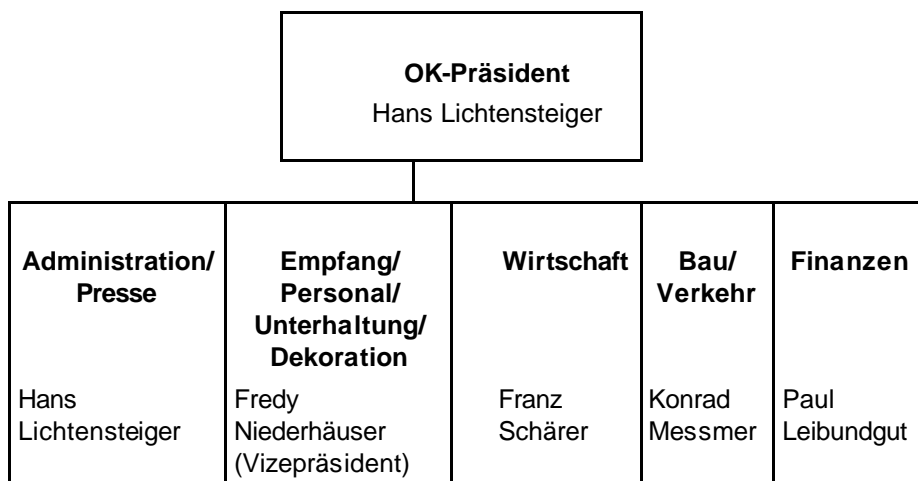 OK-Präsident
Hans Lichtensteiger
Administration/
Presse
Hans
Lichtensteiger
Empfang/
Personal/
Unterhaltung/
Dekoration
Fredy
Niederhäuser
(Vizepräsident)
Wirtschaft
Franz
Schärer
Bau/
Verkehr
Konrad
Messmer
Finanzen
Paul
Leibundgut